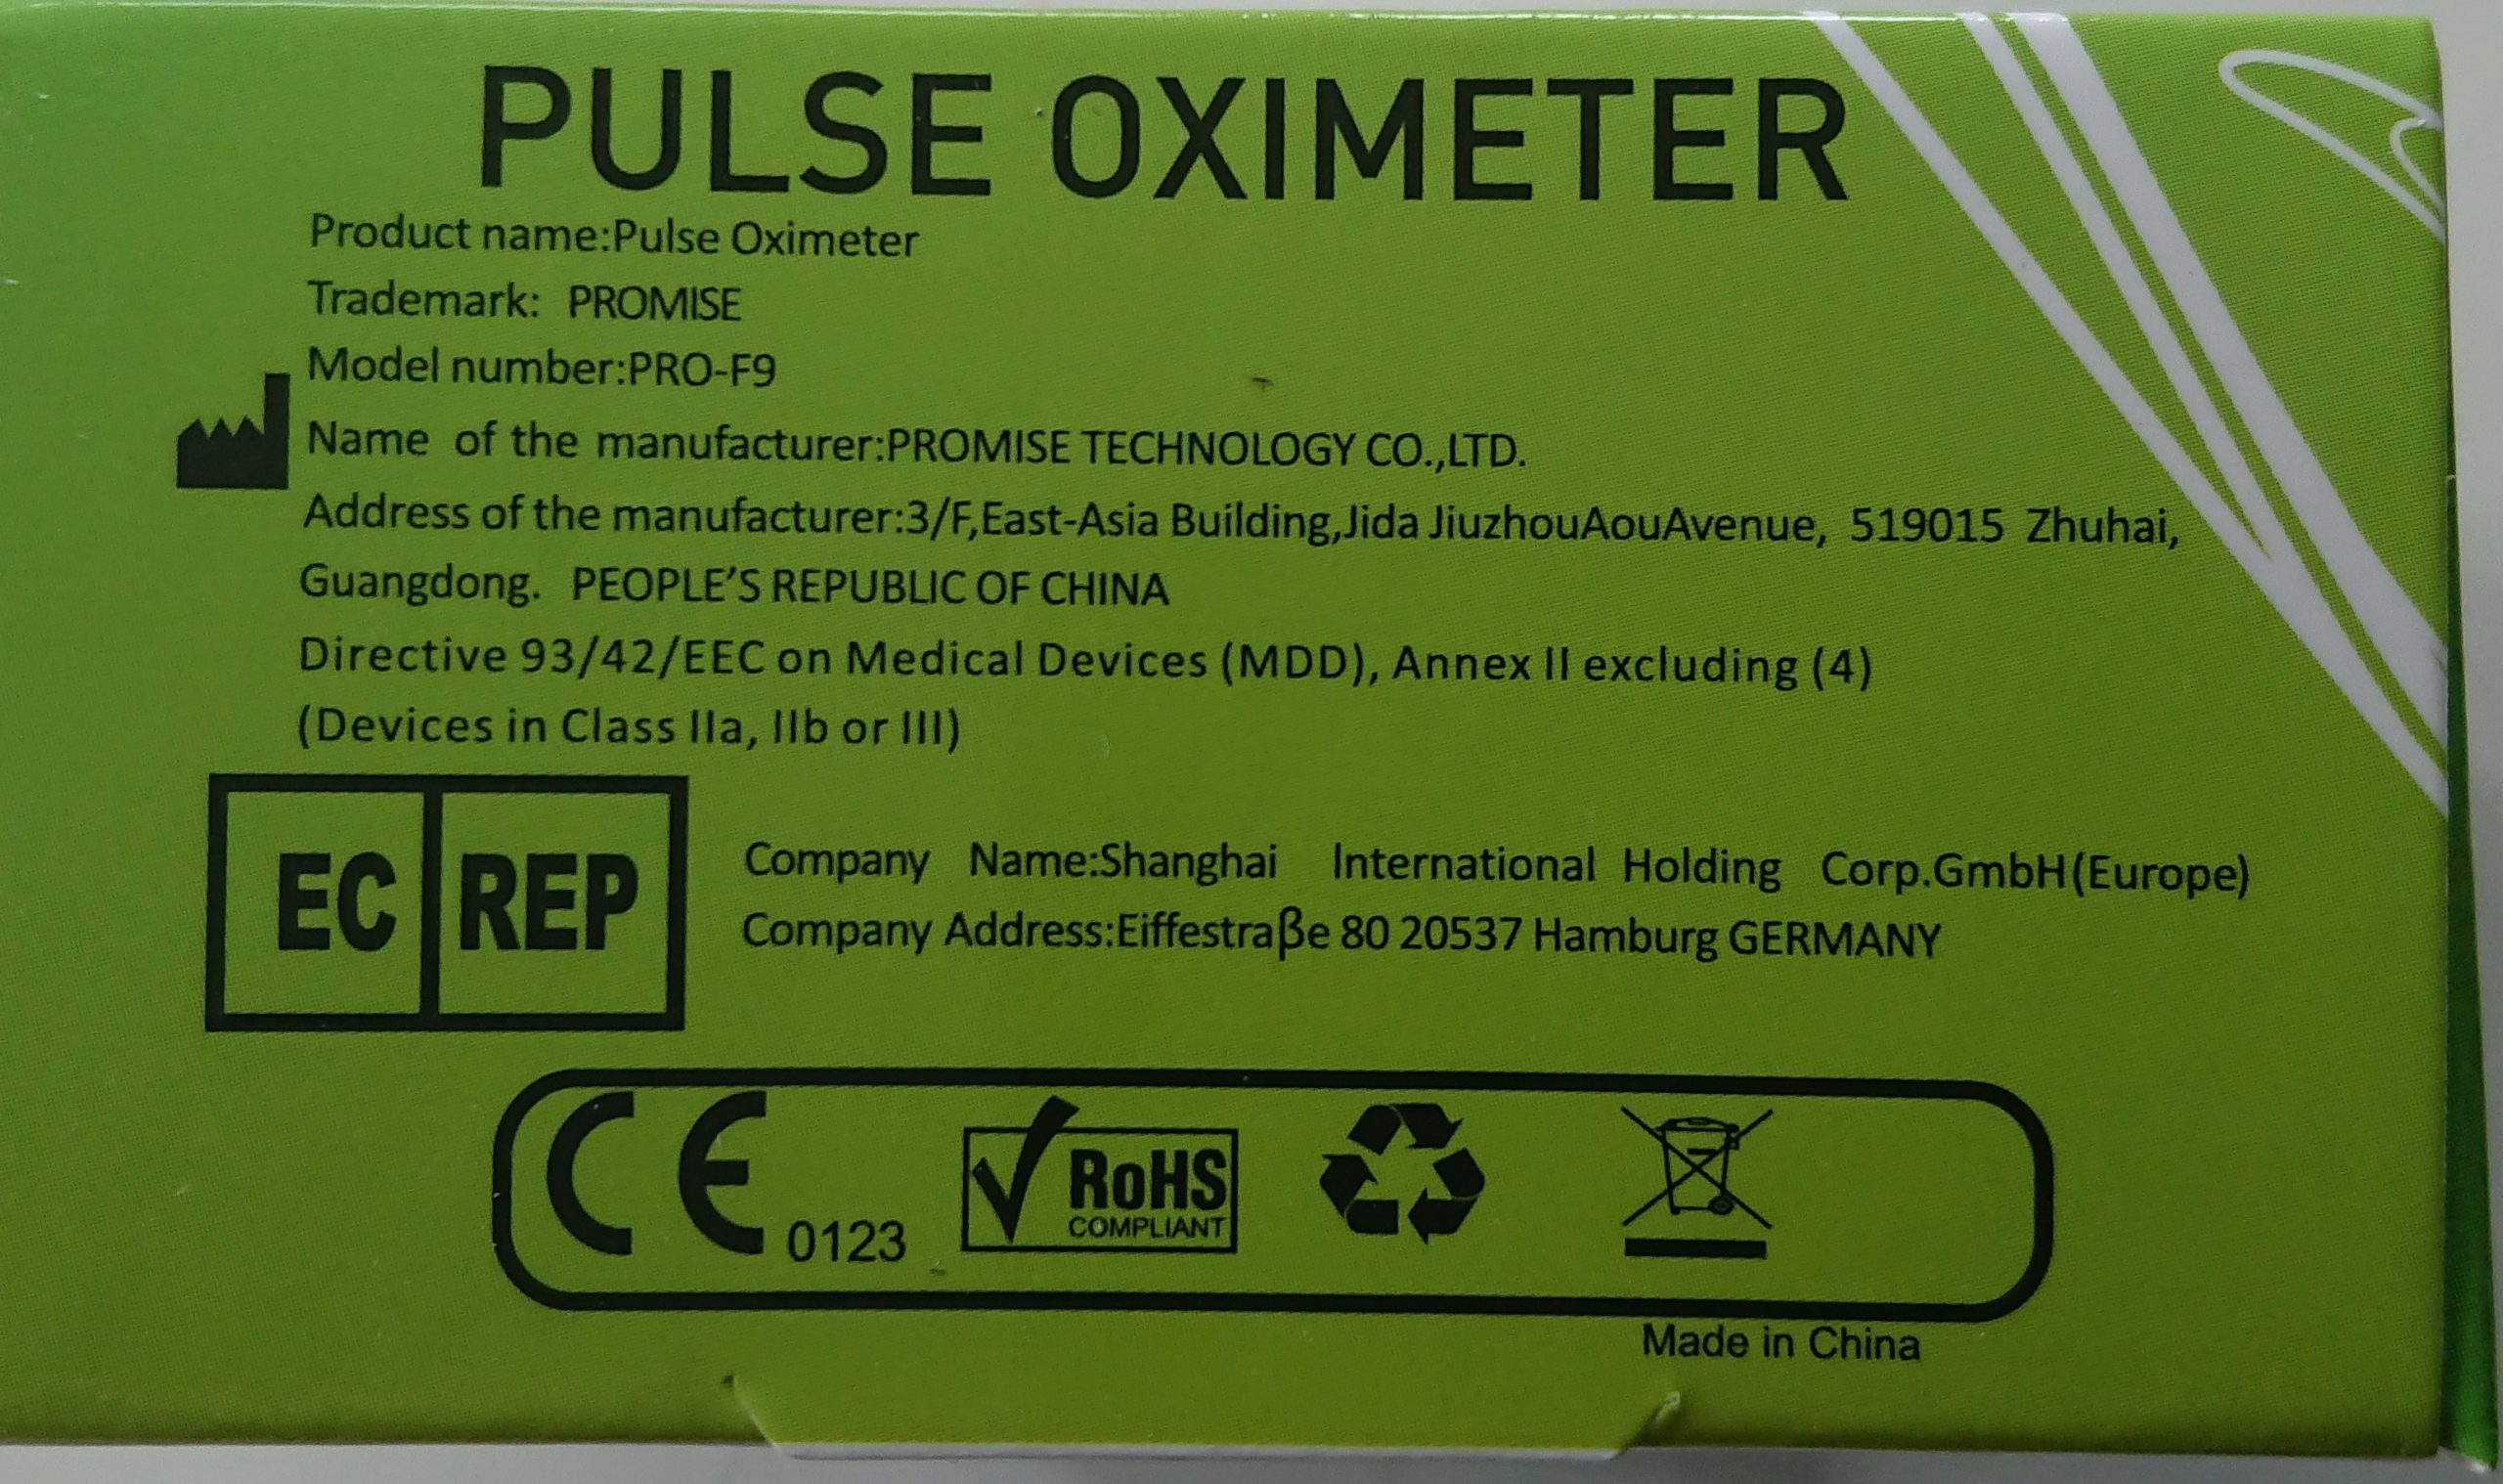 PULSE OXIMETER
Product name:Pulse Oximeter
Trademark: PROMISE
Model number:PRO-F9
Name of the manufacturer:PROMISE TECHNOLOGY CO.,LTD.
Address of the manufacturer:3/F,East-Asia Building,Jida JiuzhouAouAvenue, 519015 Zhuhai,
Guangdong. PEOPLE'S REPUBLIC OF CHINA
Directive 93/42/EEC on Medical Devices (MDD), Annex II excluding (4)
(Devices in Class IIa, IIb or III)
EC REP
Company Name:Shanghai International Holding Corp.GmbH(Europe)
Company Address:Eiffestraβe 80 20537 Hamburg GERMANY
CE 0123
RoHS
COMPLIANT
Made in China